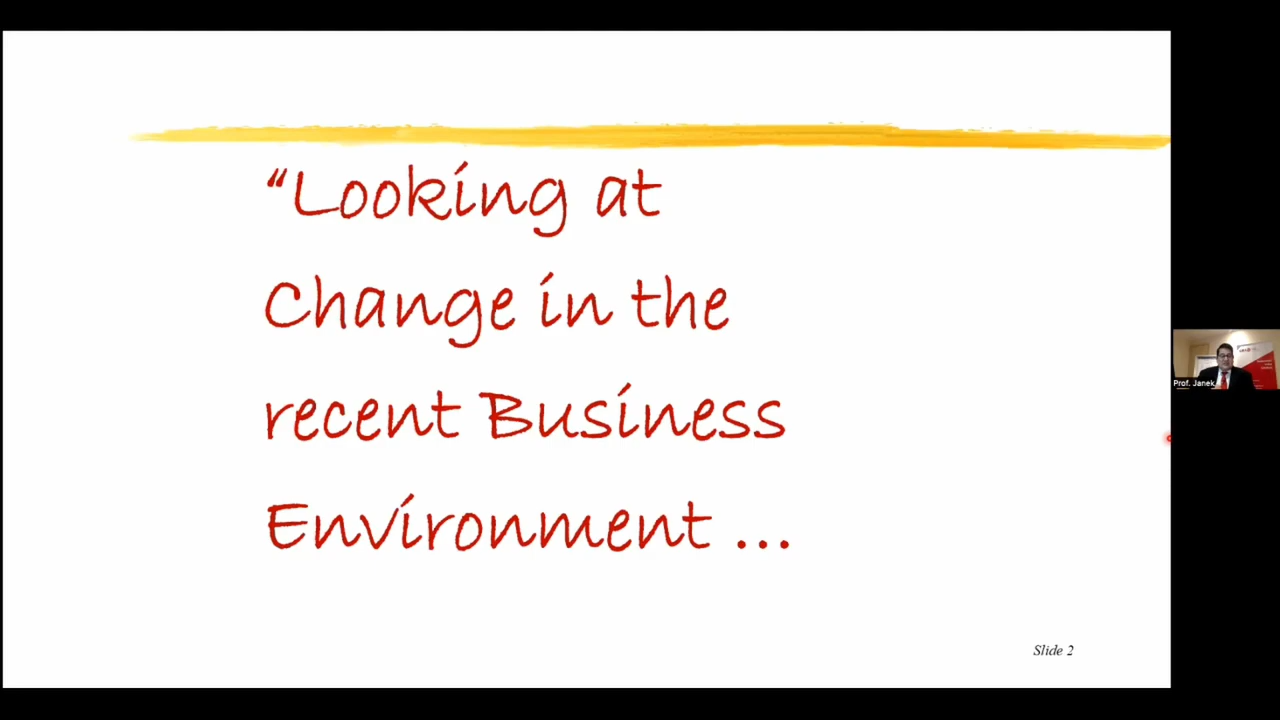 “Looking at
Change in the
recent Business
Environment ...
Prof. Janek
Slide 2